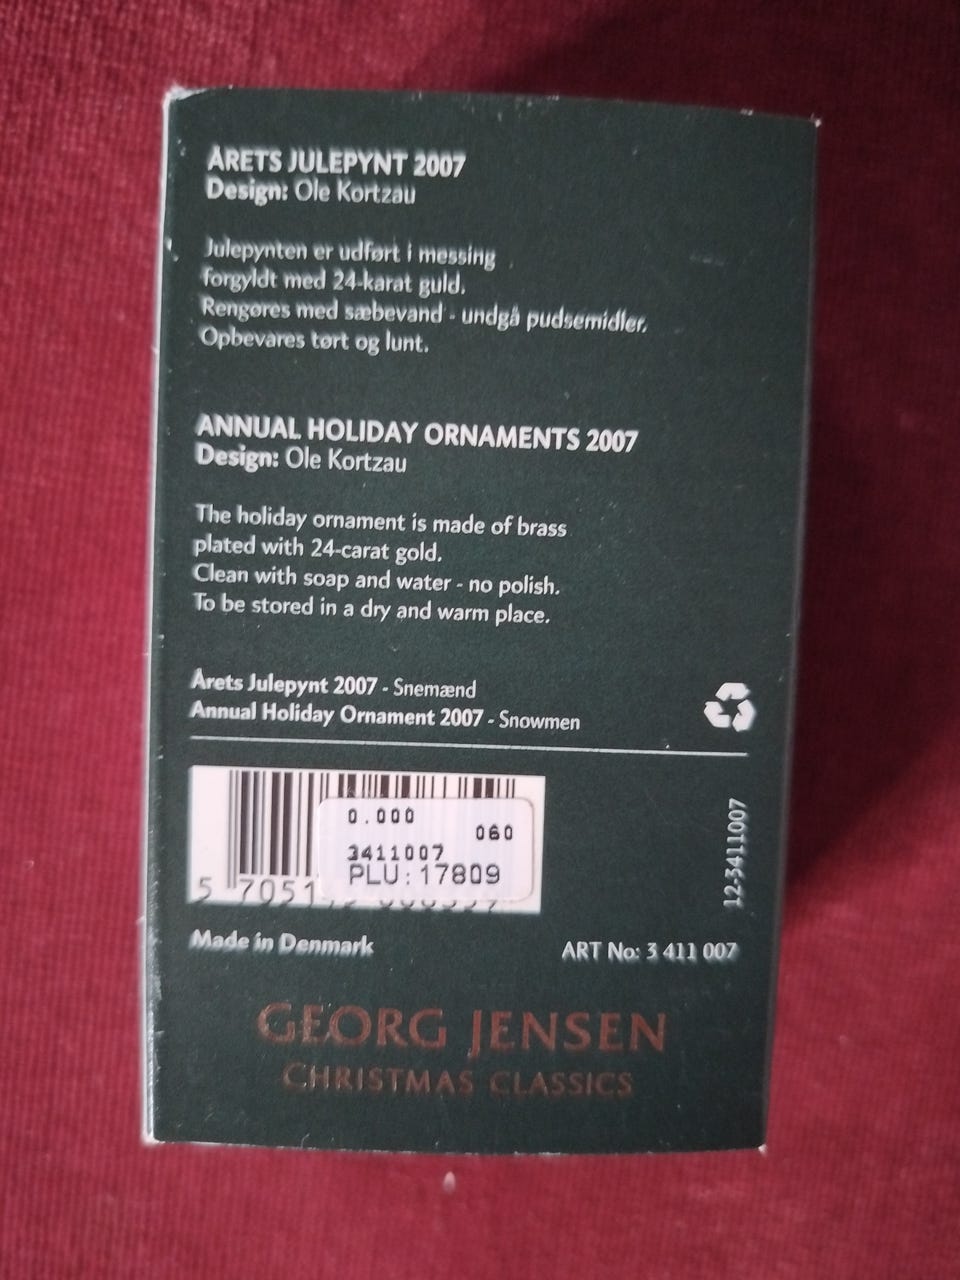 ÅRETS JULEPYNT 2007
Design: Ole Kortzau
Julepynten er udført i messing
forgyldt med 24-karat guld.
Rengøres med sæbevand - undgå pudsemidler.
Opbevares tørt og lunt.
ANNUAL HOLIDAY ORNAMENTS 2007
Design: Ole Kortzau
The holiday ornament is made of brass
plated with 24-carat gold.
Clean with soap and water - no polish.
To be stored in a dry and warm place.
Årets Julepynt 2007 - Snemænd
Annual Holiday Ornament 2007 - Snowmen
0.000
060
3411007
PLU:17809
5 7051
12-3411007
Made in Denmark
ART No: 3 411 007
GEORG JENSEN
CHRISTMAS CLASSICS